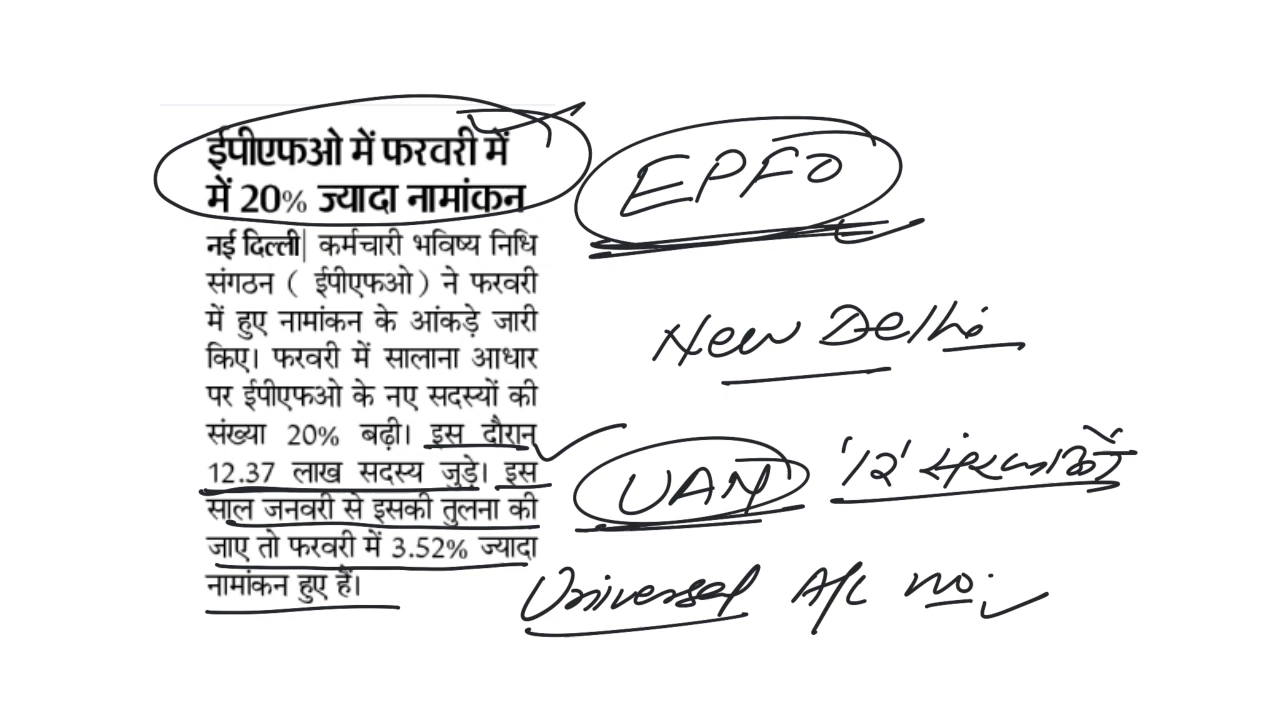 ईपीएफओ में फरवरी में
में 20% ज्यादा नामांकन
नई दिल्ली| कर्मचारी भविष्य निधि
संगठन ( ईपीएफओ) ने फरवरी
में हुए नामांकन के आंकड़े जारी
किए। फरवरी में सालाना आधार
पर ईपीएफओ के नए सदस्यों की
संख्या 20% बढ़ी। इस दौरान
12.37 लाख सदस्य जुड़े। इस
साल जनवरी से इसकी तुलना की
जाए तो फरवरी में 3.52% ज्यादा
नामांकन हुए हैं।
EPFO
New Delhi
UAN '12'
Universal A/c no.